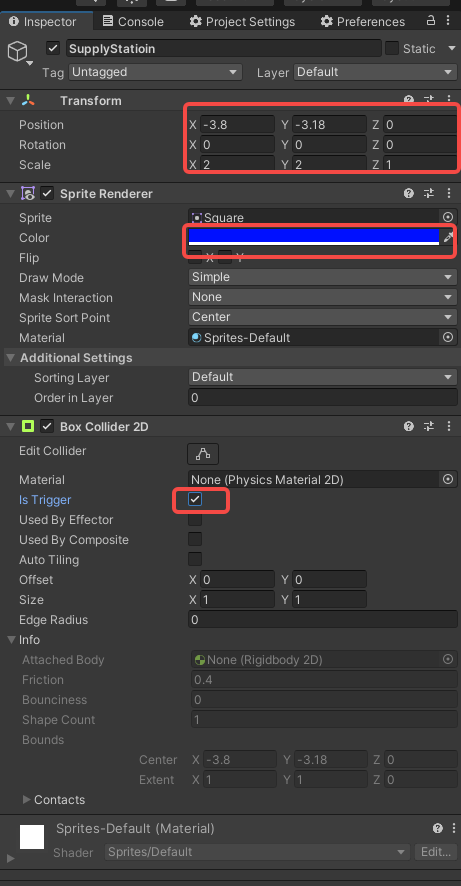 Inspector Console Project Settings Preferences
SupplyStatioin Static
Tag Untagged Layer Default
Transform
Position X -3.8 Y -3.18 Z 0
Rotation X 0 Y 0 Z 0
Scale X 2 Y 2 Z 1
Sprite Renderer
Sprite Square
Color
Flip X Y
Draw Mode Simple
Mask Interaction None
Sprite Sort Point Center
Material Sprites-Default
Additional Settings
Sorting Layer Default
Order in Layer 0
Box Collider 2D
Edit Collider
Material None (Physics Material 2D)
Is Trigger
Used By Effector
Used By Composite
Auto Tiling
Offset X 0 Y 0
Size X 1 Y 1
Edge Radius 0
Info
Attached Body None (Rigidbody 2D)
Friction 0.4
Bounciness 0
Shape Count 1
Bounds
Center X -3.8 Y -3.18 Z 0
Extent X 1 Y 1 Z 0
Contacts
Sprites-Default (Material)
Shader Sprites/Default Edit...